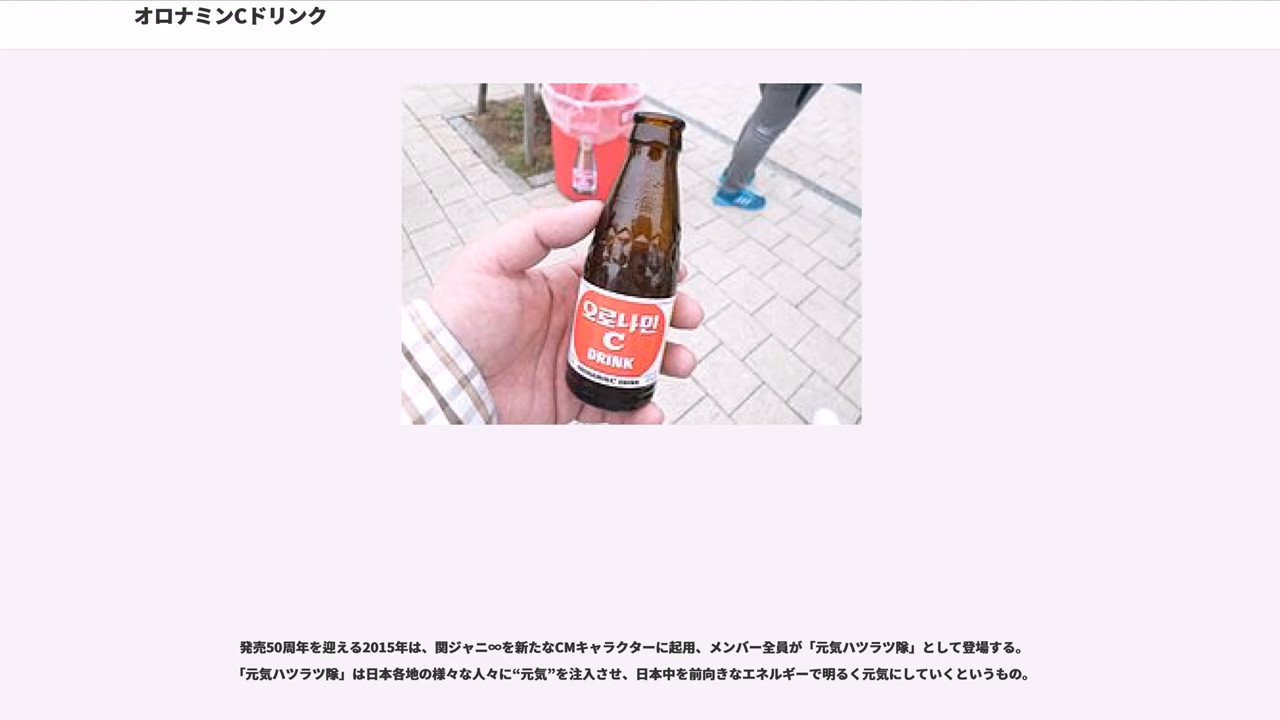 オロナミンCドリンク
오로나민
C
DRINK
ORONAMIN C DRINK
発売50周年を迎える2015年は、関ジャニ∞を新たなCMキャラクターに起用、メンバー全員が「元気ハツラツ隊」として登場する。
「元気ハツラツ隊」は日本各地の様々な人々に“元気”を注入させ、日本中を前向きなエネルギーで明るく元気にしていくというもの。